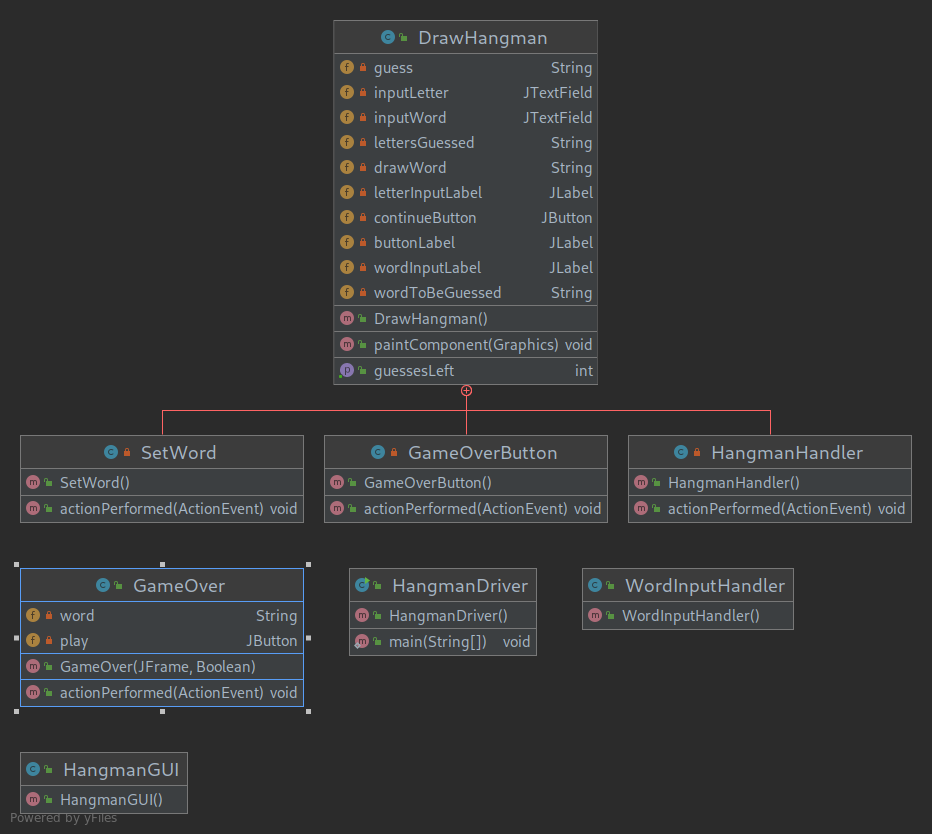 DrawHangman
guess String
inputLetter JTextField
inputWord JTextField
lettersGuessed String
drawWord String
letterInputLabel JLabel
continueButton JButton
buttonLabel JLabel
wordInputLabel JLabel
wordToBeGuessed String
DrawHangman()
paintComponent(Graphics) void
guessesLeft int
SetWord
SetWord()
actionPerformed(ActionEvent) void
GameOverButton
GameOverButton()
actionPerformed(ActionEvent) void
HangmanHandler
HangmanHandler()
actionPerformed(ActionEvent) void
GameOver
word String
play JButton
GameOver(JFrame, Boolean)
actionPerformed(ActionEvent) void
HangmanDriver
HangmanDriver()
main(String[]) void
WordInputHandler
WordInputHandler()
HangmanGUI
HangmanGUI()
Powered by yFiles